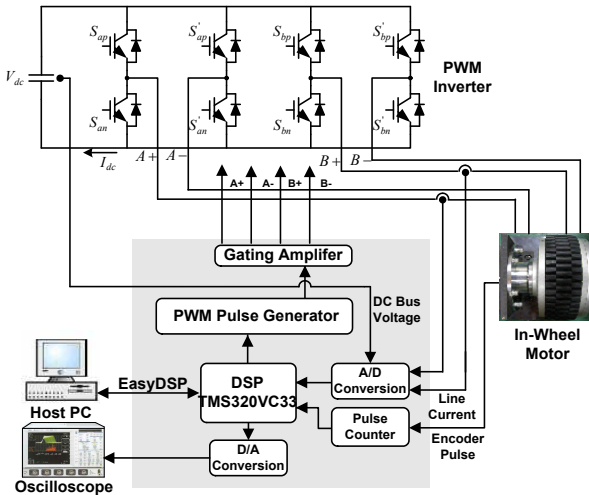 S_ap
S'_ap
S_bp
S'_bp
V_dc
PWM
Inverter
S_an
S'_an
S_bn
S'_bn
I_dc
A+
A−
B+
B−
A+
A-
B+
B-
Gating Amplifer
DC Bus
Voltage
PWM Pulse Generator
In-Wheel
Motor
EasyDSP
DSP
TMS320VC33
A/D
Conversion
Host PC
Line
Current
Pulse
Counter
Encoder
Pulse
D/A
Conversion
Oscilloscope